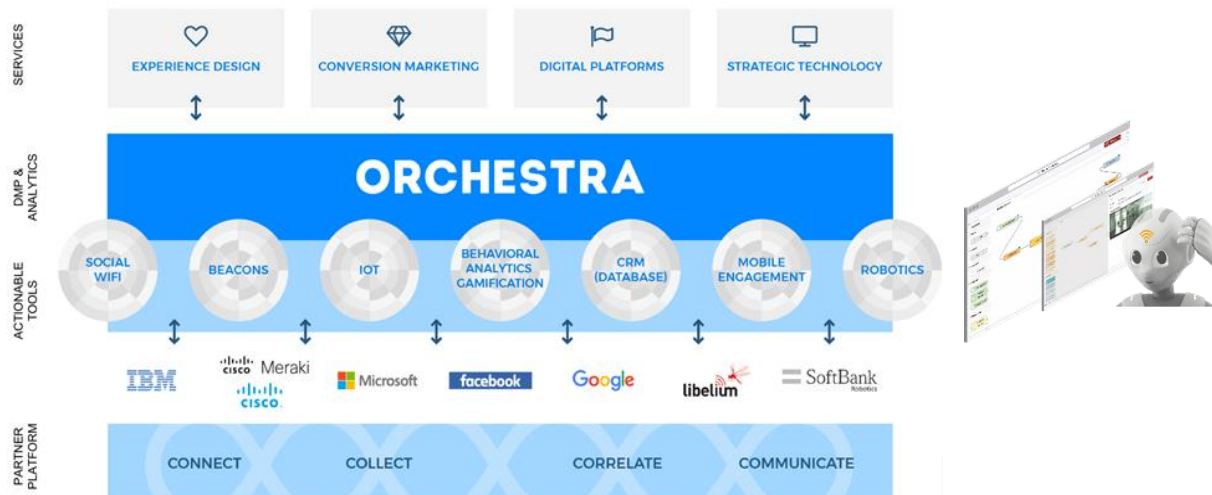 SERVICES
EXPERIENCE DESIGN
CONVERSION MARKETING
DIGITAL PLATFORMS
STRATEGIC TECHNOLOGY
DMP &
ANALYTICS
ORCHESTRA
ACTIONABLE
TOOLS
SOCIAL
WIFI
BEACONS
IOT
BEHAVIORAL
ANALYTICS
GAMIFICATION
CRM
(DATABASE)
MOBILE
ENGAGEMENT
ROBOTICS
IBM
CISCO Meraki
CISCO.
Microsoft
facebook
Google
libelium
SoftBank
Robotics
PARTNER
PLATFORM
CONNECT
COLLECT
CORRELATE
COMMUNICATE